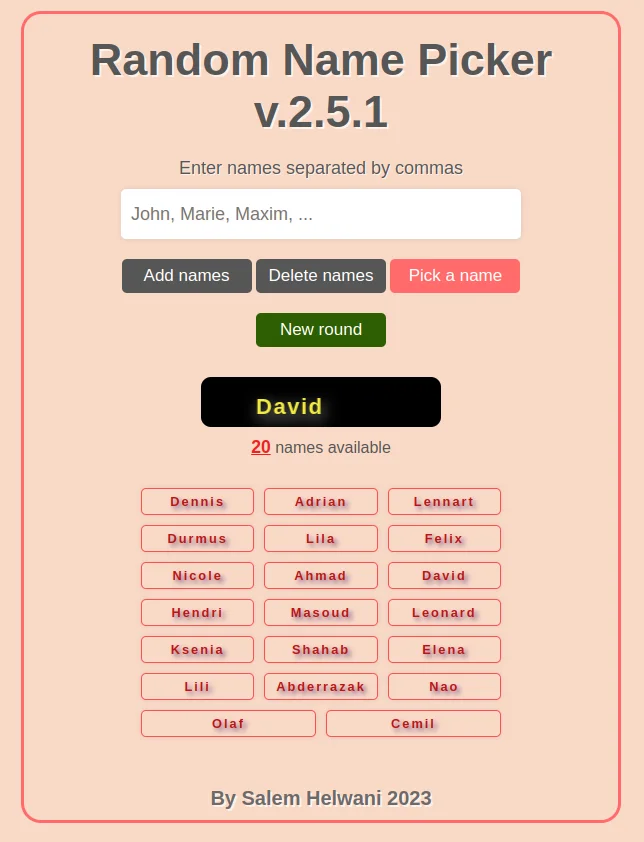 Random Name Picker
v.2.5.1
Enter names separated by commas
John, Marie, Maxim, ...
Add names Delete names Pick a name
New round
David
20 names available
Dennis Adrian Lennart
Durmus Lila Felix
Nicole Ahmad David
Hendri Masoud Leonard
Ksenia Shahab Elena
Lili Abderrazak Nao
Olaf Cemil
By Salem Helwani 2023